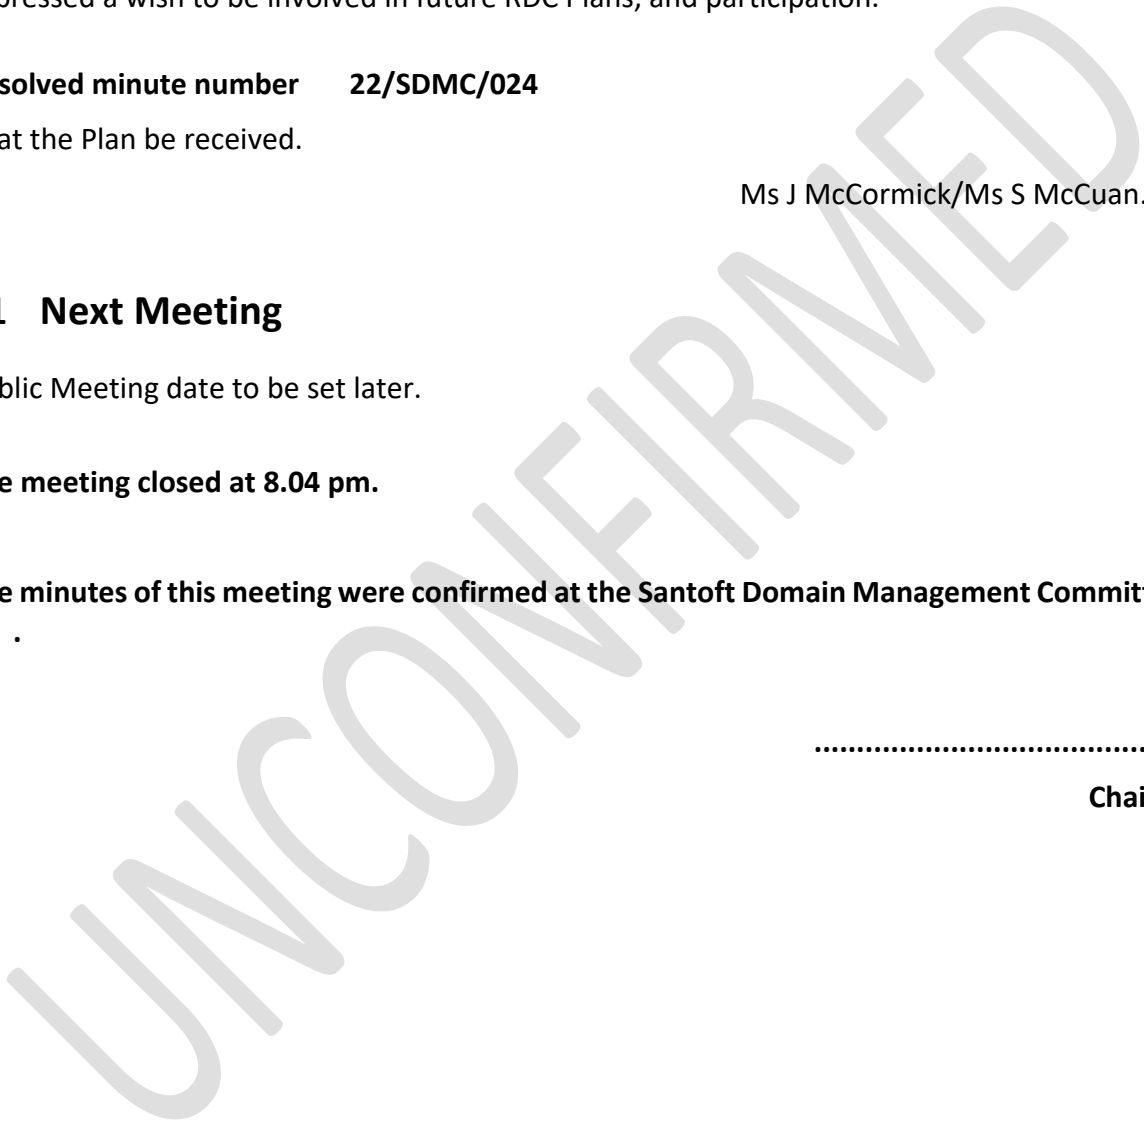 pressed a wish to be involved in future RDC Plans, and participation.
solved minute number 22/SDMC/024
at the Plan be received.
Ms J McCormick/Ms S McCuan.
1 Next Meeting
blic Meeting date to be set later.
e meeting closed at 8.04 pm.
e minutes of this meeting were confirmed at the Santoft Domain Management Committ
.
.......................................
Chai
UNCONFIRMED